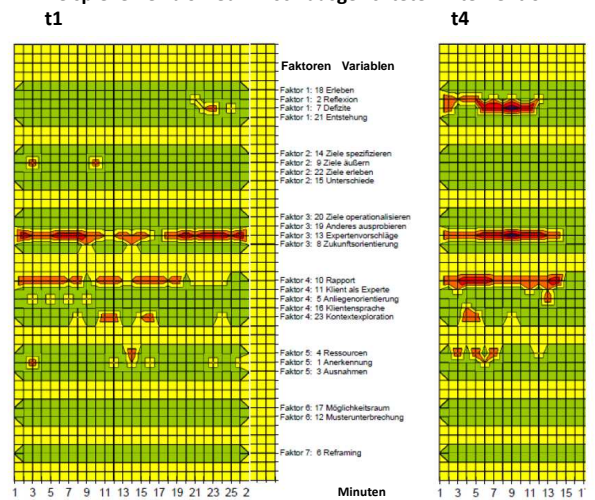 t1
t4
Faktoren Variablen
Faktor 1: 18 Erleben
Faktor 1: 2 Reflexion
Faktor 1: 7 Defizite
Faktor 1: 21 Entstehung
Faktor 2: 14 Ziele spezifizieren
Faktor 2: 9 Ziele äußern
Faktor 2: 22 Ziele erleben
Faktor 2: 15 Unterschiede
Faktor 3: 20 Ziele operationalisieren
Faktor 3: 19 Anderes ausprobieren
Faktor 3: 13 Expertenvorschläge
Faktor 3: 8 Zukunftsorientierung
Faktor 4: 10 Rapport
Faktor 4: 11 Klient als Experte
Faktor 4: 5 Anliegenorientierung
Faktor 4: 16 Klientensprache
Faktor 4: 23 Kontextexploration
Faktor 5: 4 Ressourcen
Faktor 5: 1 Anerkennung
Faktor 5: 3 Ausnahmen
Faktor 6: 17 Möglichkeitsraum
Faktor 6: 12 Musterunterbrechung
Faktor 7: 6 Reframing
1 3 5 7 9 11 13 15 17 19 21 23 25 2
Minuten
1 3 5 7 9 11 13 15 1